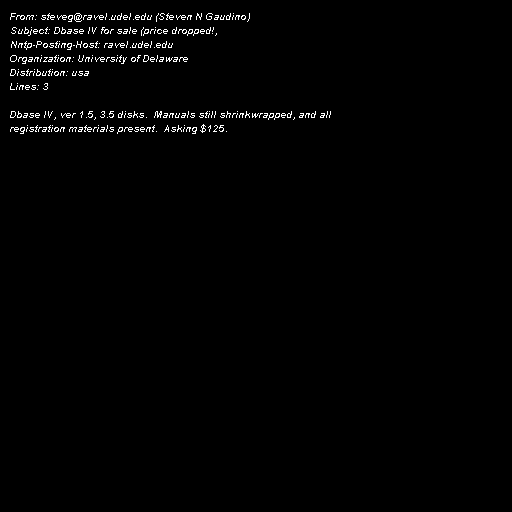 From: steveg@ravel.udel.edu (Steven N Gaudino)
Subject: Dbase IV for sale (price dropped!,
Nntp-Posting-Host: ravel.udel.edu
Organization: University of Delaware
Distribution: usa
Lines: 3

Dbase IV, ver 1.5, 3.5 disks.  Manuals still shrinkwrapped, and all
registration materials present.  Asking $125.